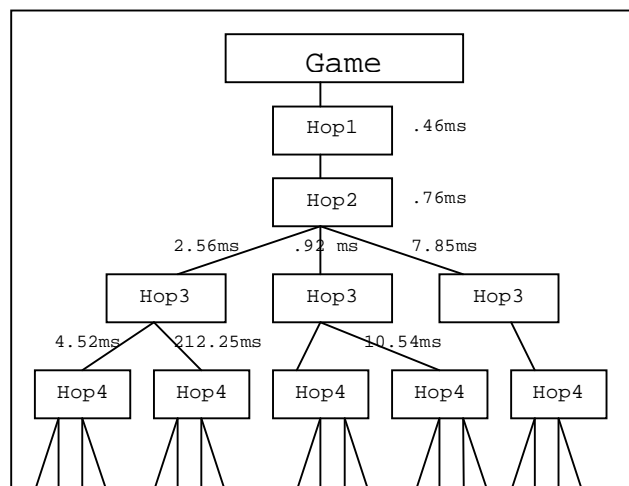 Game
Hop1 .46ms
Hop2 .76ms
2.56ms .92 ms 7.85ms
Hop3 Hop3 Hop3
4.52ms 212.25ms 10.54ms
Hop4 Hop4 Hop4 Hop4 Hop4